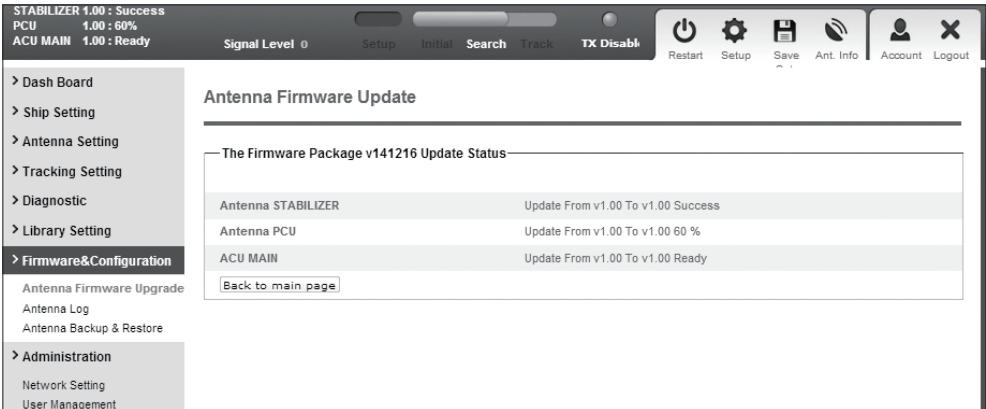 STABILIZER 1.00 : Success
PCU 1.00 : 60%
ACU MAIN 1.00 : Ready
Signal Level 0
Setup Initial Search Track
TX Disabl
Restart Setup Save Ant. Info Account Logout
> Dash Board
> Ship Setting
> Antenna Setting
> Tracking Setting
> Diagnostic
> Library Setting
> Firmware&Configuration
Antenna Firmware Upgrade
Antenna Log
Antenna Backup & Restore
> Administration
Network Setting
User Management
Antenna Firmware Update
The Firmware Package v141216 Update Status
Antenna STABILIZER Update From v1.00 To v1.00 Success
Antenna PCU Update From v1.00 To v1.00 60 %
ACU MAIN Update From v1.00 To v1.00 Ready
Back to main page